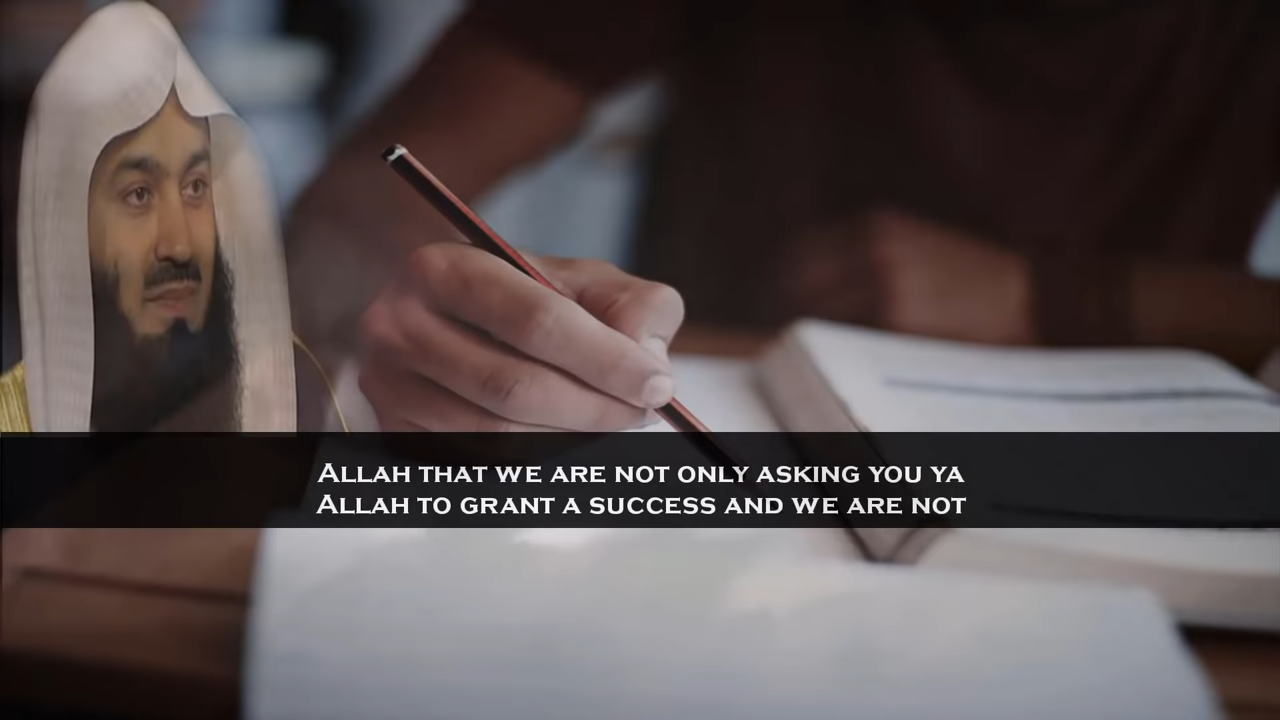 Allah that we are not only asking you ya
Allah to grant a success and we are not